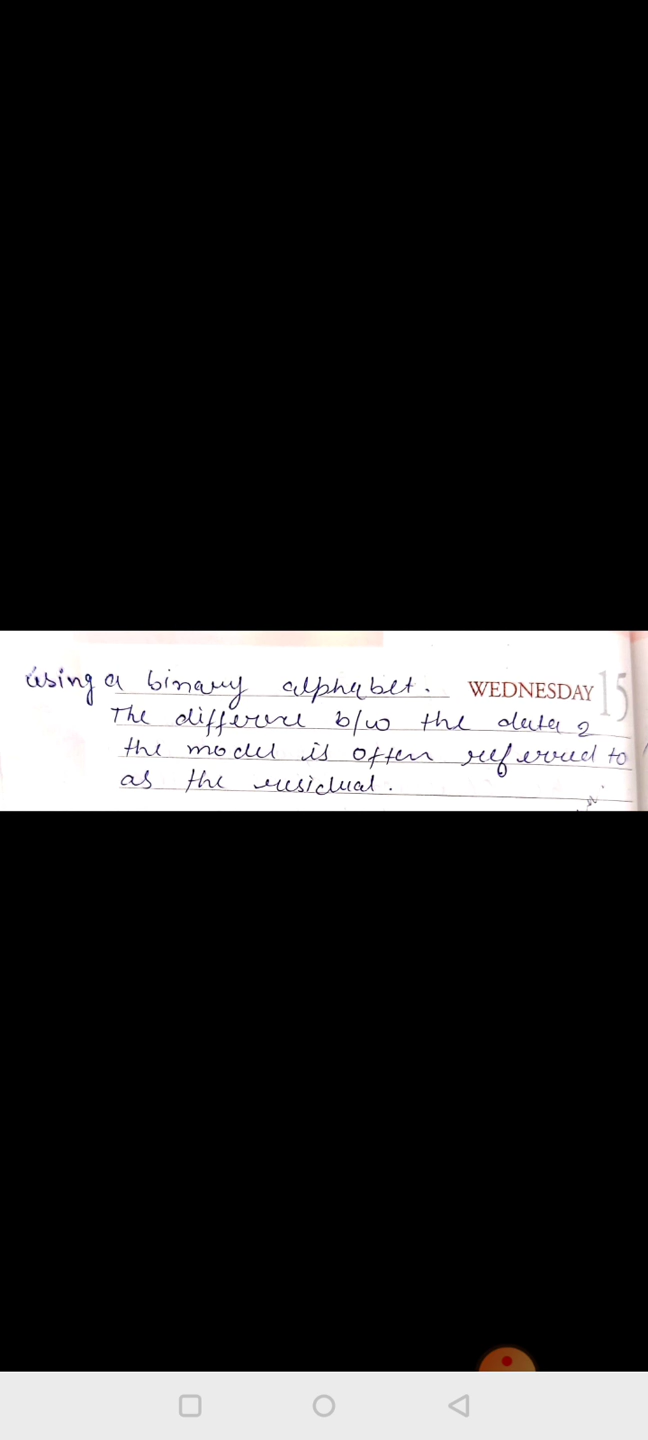 using a binary alphabet. WEDNESDAY 15
The difference b/w the data &
the model is often referred to
as the residual.